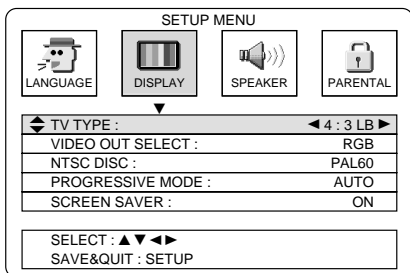 SETUP MENU
LANGUAGE DISPLAY SPEAKER PARENTAL
TV TYPE : 4 : 3 LB
VIDEO OUT SELECT : RGB
NTSC DISC : PAL60
PROGRESSIVE MODE : AUTO
SCREEN SAVER : ON
SELECT : ▲ ▼ ◄ ►
SAVE&QUIT : SETUP